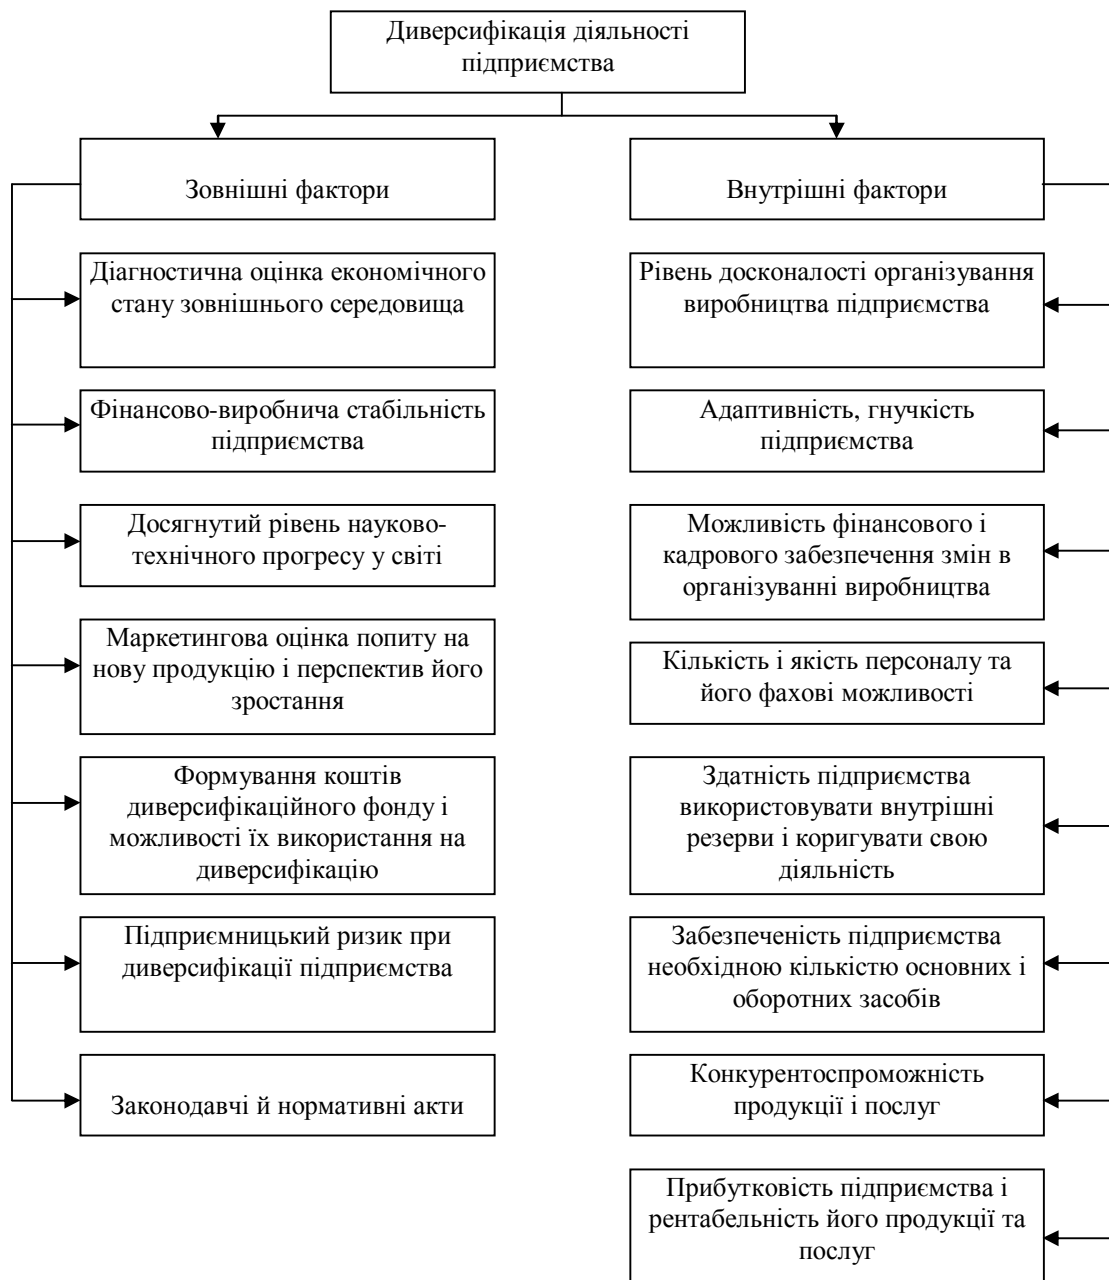 Диверсифікація діяльності
підприємства
Зовнішні фактори
Діагностична оцінка економічного
стану зовнішнього середовища
Фінансово-виробнича стабільність
підприємства
Досягнутий рівень науково-
технічного прогресу у світі
Маркетингова оцінка попиту на
нову продукцію і перспектив його
зростання
Формування коштів
диверсифікаційного фонду і
можливості їх використання на
диверсифікацію
Підприємницький ризик при
диверсифікації підприємства
Законодавчі й нормативні акти
Внутрішні фактори
Рівень досконалості організування
виробництва підприємства
Адаптивність, гнучкість
підприємства
Можливість фінансового і
кадрового забезпечення змін в
організуванні виробництва
Кількість і якість персоналу та
його фахові можливості
Здатність підприємства
використовувати внутрішні
резерви і коригувати свою
діяльність
Забезпеченість підприємства
необхідною кількістю основних і
оборотних засобів
Конкурентоспроможність
продукції і послуг
Прибутковість підприємства і
рентабельність його продукції та
послуг